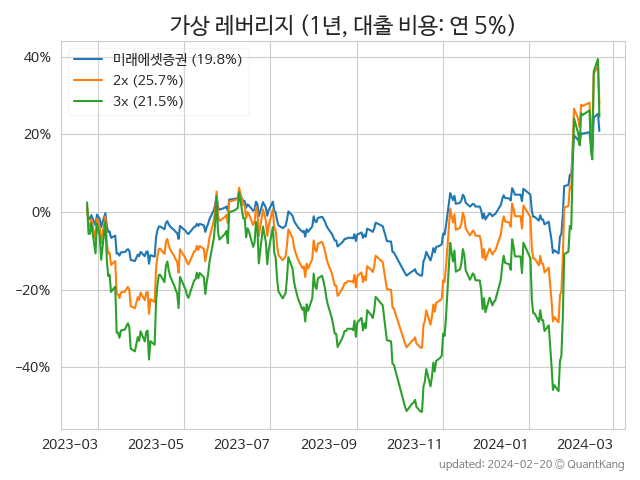 가상 레버리지 (1년, 대출 비용: 연 5%)
미래에셋증권 (19.8%)
2x (25.7%)
3x (21.5%)
40%
20%
0%
−20%
−40%
2023-03 2023-05 2023-07 2023-09 2023-11 2024-01 2024-03
updated: 2024-02-20 © QuantKang